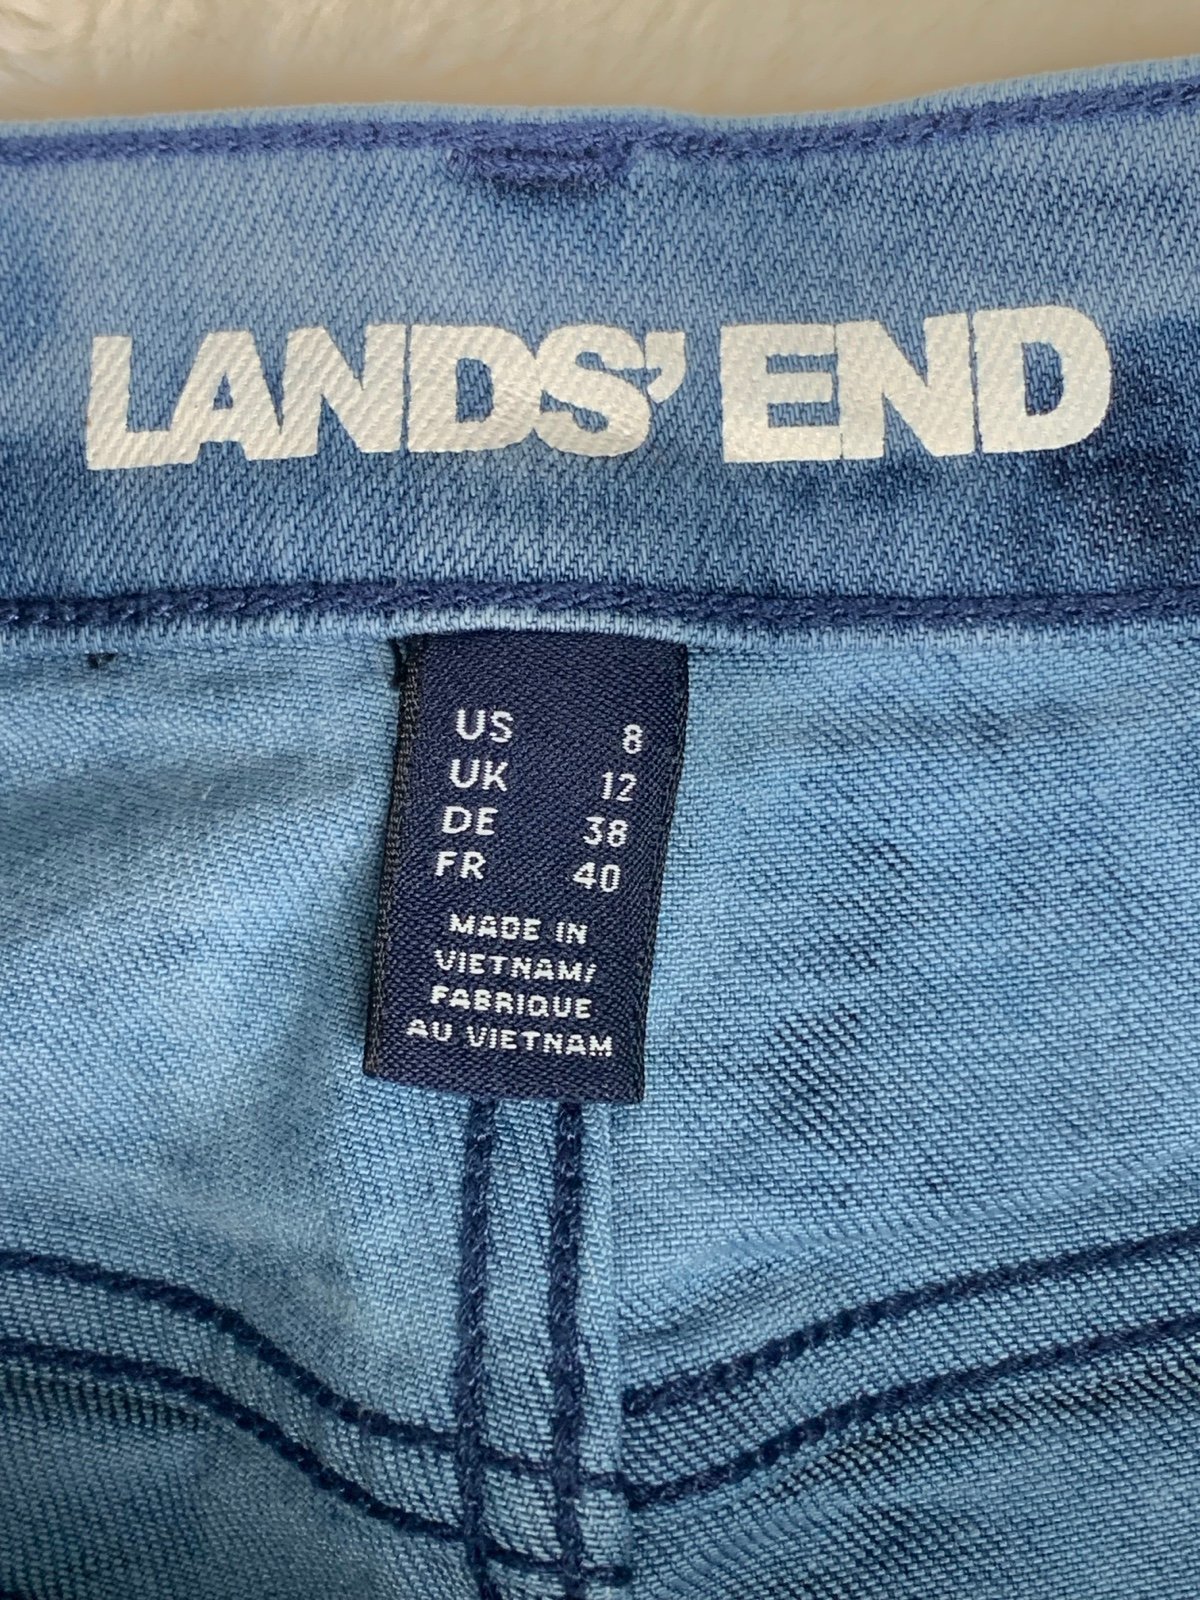 LANDS' END
US 8
UK 12
DE 38
FR 40
MADE IN
VIETNAM/
FABRIQUE
AU VIETNAM